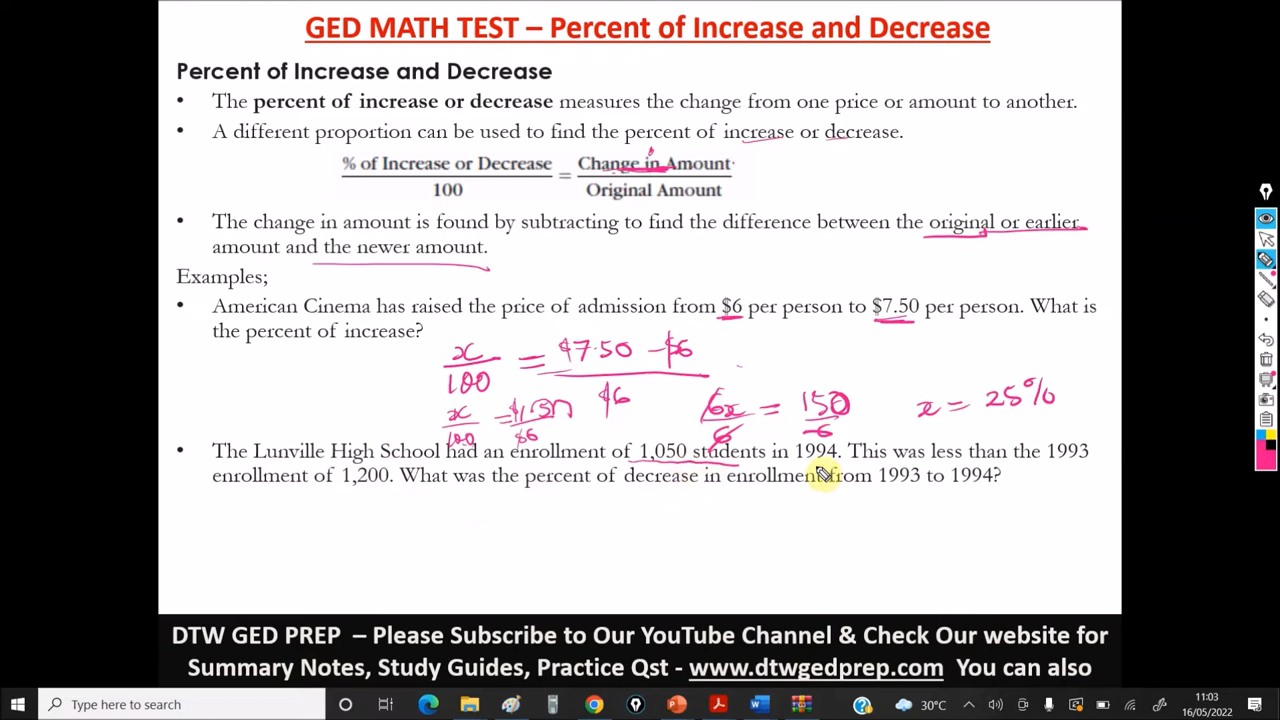 GED MATH TEST – Percent of Increase and Decrease
Percent of Increase and Decrease
• The percent of increase or decrease measures the change from one price or amount to another.
• A different proportion can be used to find the percent of increase or decrease.
% of Increase or Decrease / 100 = Change in Amount / Original Amount
• The change in amount is found by subtracting to find the difference between the original or earlier
amount and the newer amount.
Examples;
• American Cinema has raised the price of admission from $6 per person to $7.50 per person. What is
the percent of increase?
x/100 = $7.50 – $6 / $6
x/100 = $1.50/$6 6x/6 = 150/6 x = 25%
• The Lunville High School had an enrollment of 1,050 students in 1994. This was less than the 1993
enrollment of 1,200. What was the percent of decrease in enrollment from 1993 to 1994?
DTW GED PREP – Please Subscribe to Our YouTube Channel & Check Our website for
Summary Notes, Study Guides, Practice Qst - www.dtwgedprep.com You can also
Type here to search
30°C
11:03
16/05/2022